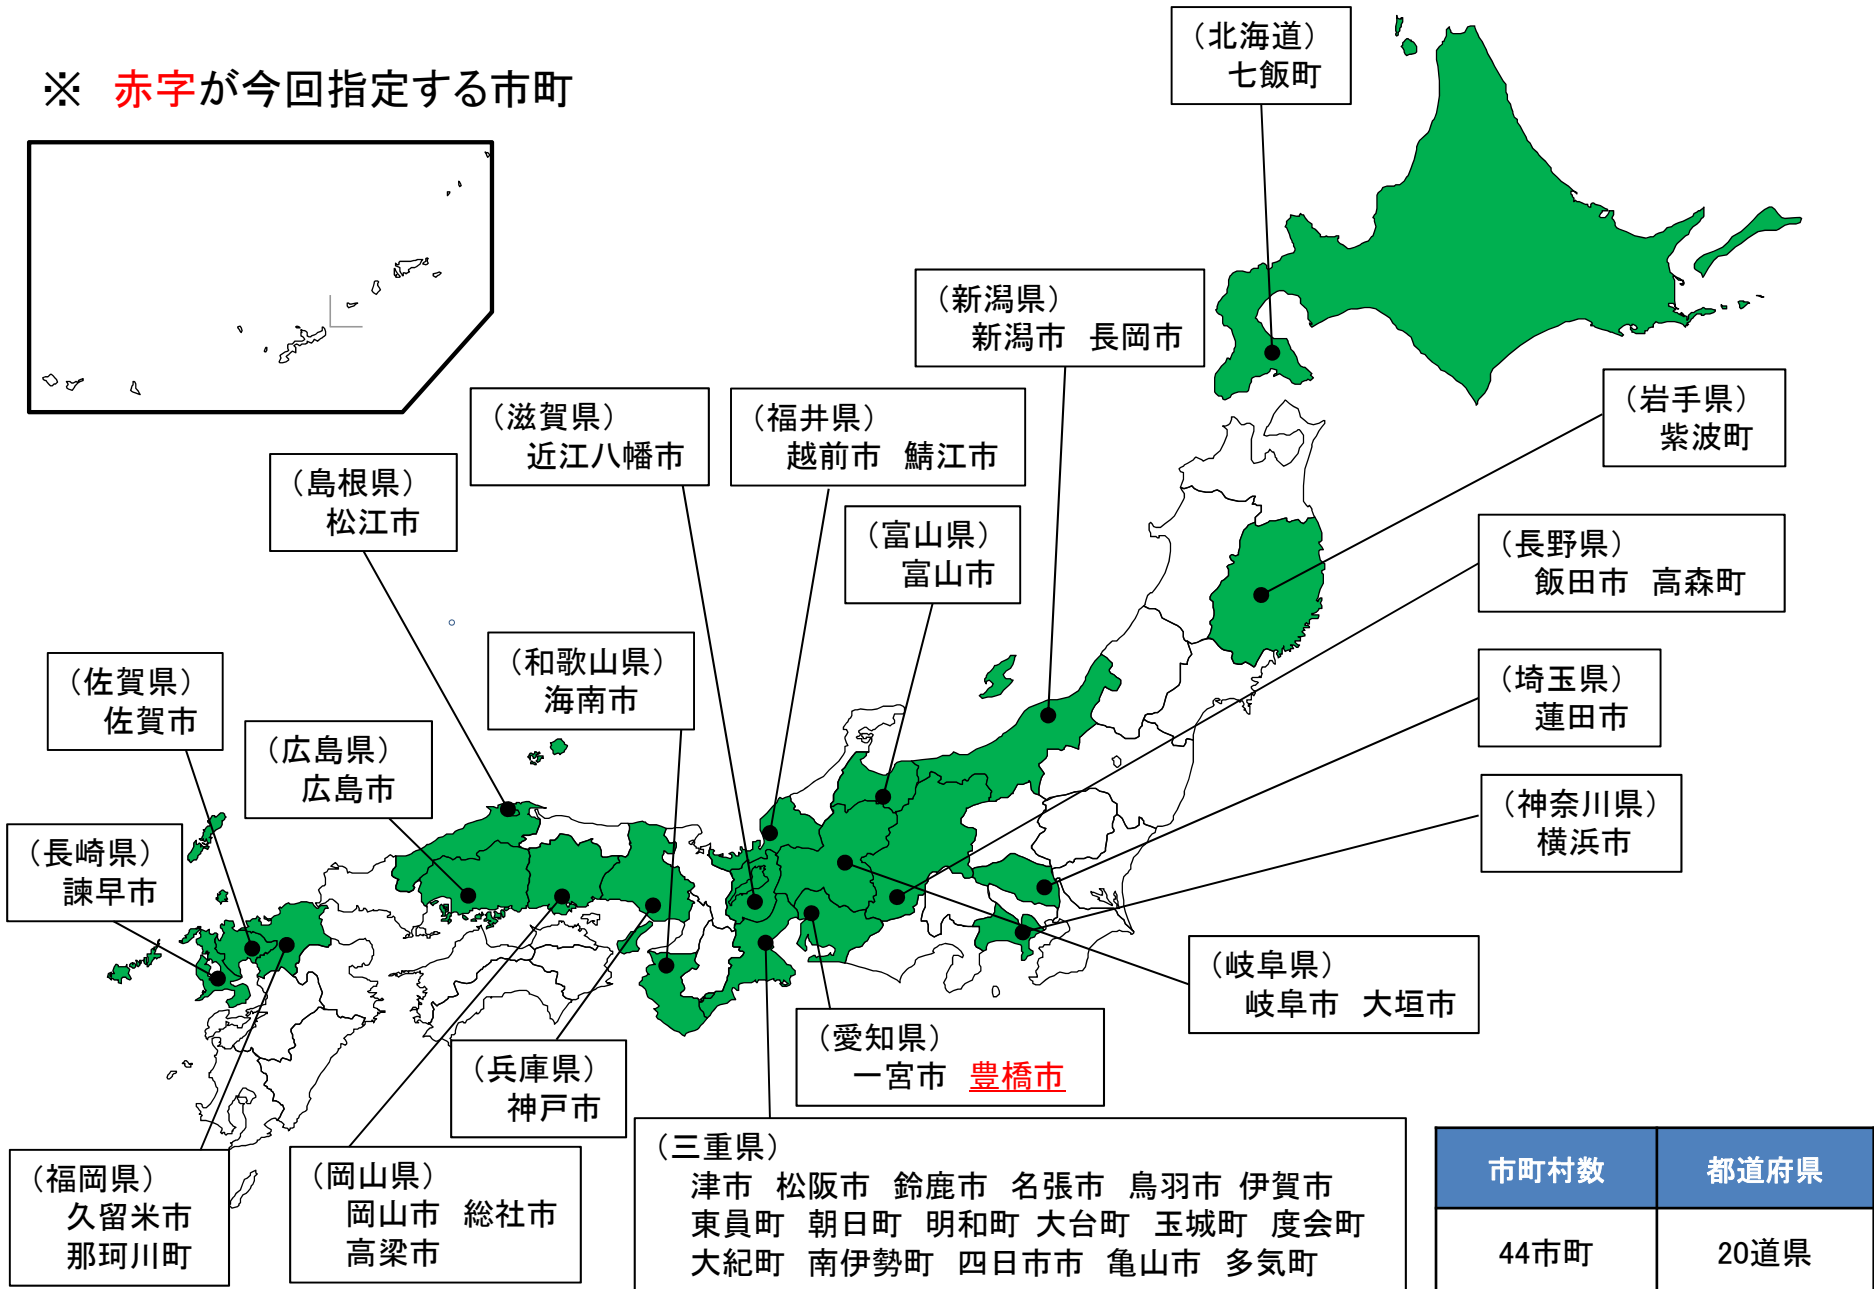 ※ 赤字が今回指定する市町
（北海道）
七飯町
（新潟県）
新潟市 長岡市
（岩手県）
紫波町
（滋賀県）
近江八幡市
（福井県）
越前市 鯖江市
（島根県）
松江市
（富山県）
富山市
（長野県）
飯田市 高森町
（和歌山県）
海南市
（佐賀県）
佐賀市
（埼玉県）
蓮田市
（広島県）
広島市
（神奈川県）
横浜市
（長崎県）
諫早市
（岐阜県）
岐阜市 大垣市
（愛知県）
一宮市 豊橋市
（兵庫県）
神戸市
（福岡県）
久留米市
那珂川町
（岡山県）
岡山市 総社市
高梁市
（三重県）
津市 松阪市 鈴鹿市 名張市 鳥羽市 伊賀市
東員町 朝日町 明和町 大台町 玉城町 度会町
大紀町 南伊勢町 四日市市 亀山市 多気町
市町村数 都道府県
44市町 20道県